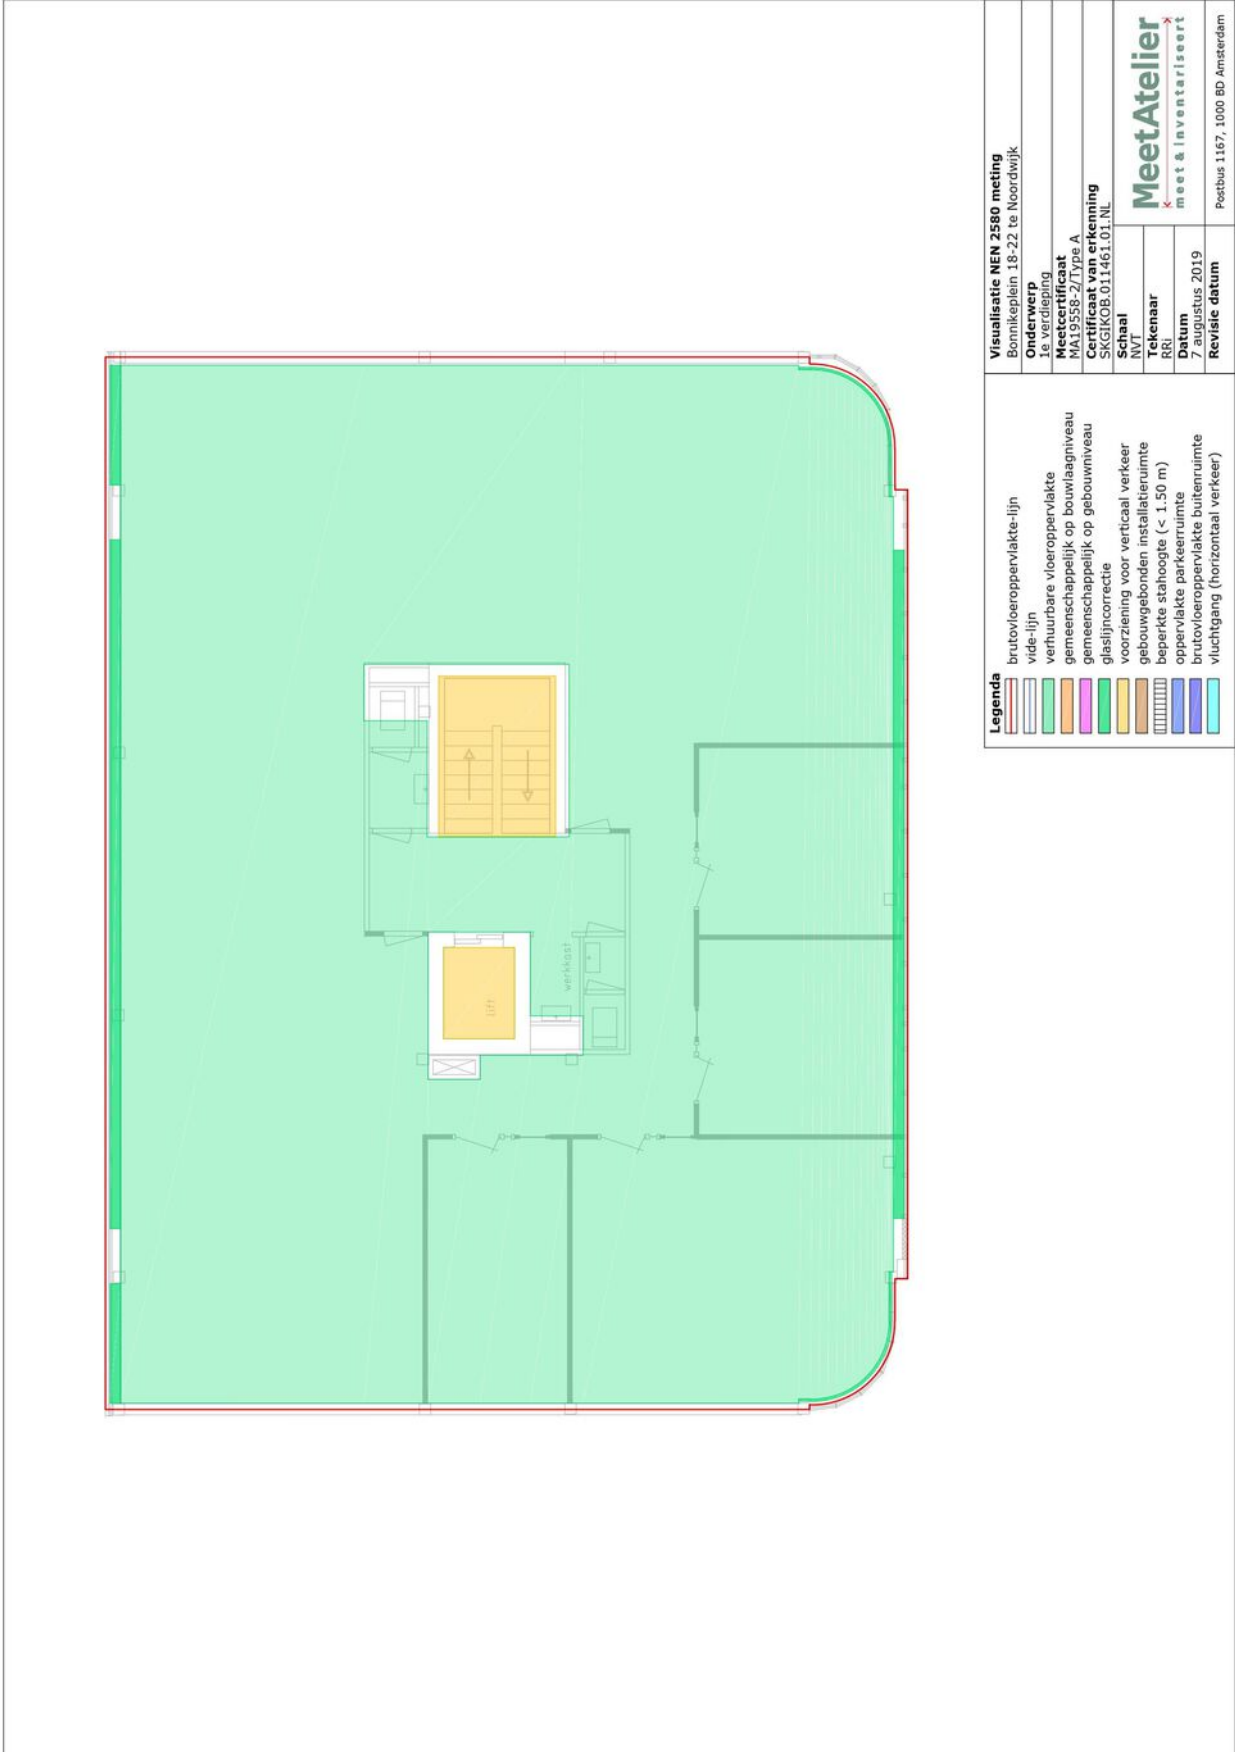 lift
werkkast
Legenda
brutovloeroppervlakte-lijn
vide-lijn
verhuurbare vloeroppervlakte
gemeenschappelijk op bouwlaagniveau
gemeenschappelijk op gebouwniveau
glaslijncorrectie
voorziening voor verticaal verkeer
gebouwgebonden installatieruimte
beperkte stahoogte (< 1.50 m)
oppervlakte parkeerruimte
brutovloeroppervlakte buitenruimte
vluchtgang (horizontaal verkeer)
Visualisatie NEN 2580 meting
Bonnikeplein 18-22 te Noordwijk
Onderwerp
1e verdieping
Meetcertificaat
MA19558-2/Type A
Certificaat van erkenning
SKGIKOB.011461.01.NL
Schaal
NVT
Tekenaar
RRi
Datum
7 augustus 2019
Revisie datum
MeetAtelier
meet & inventariseert
Postbus 1167, 1000 BD Amsterdam